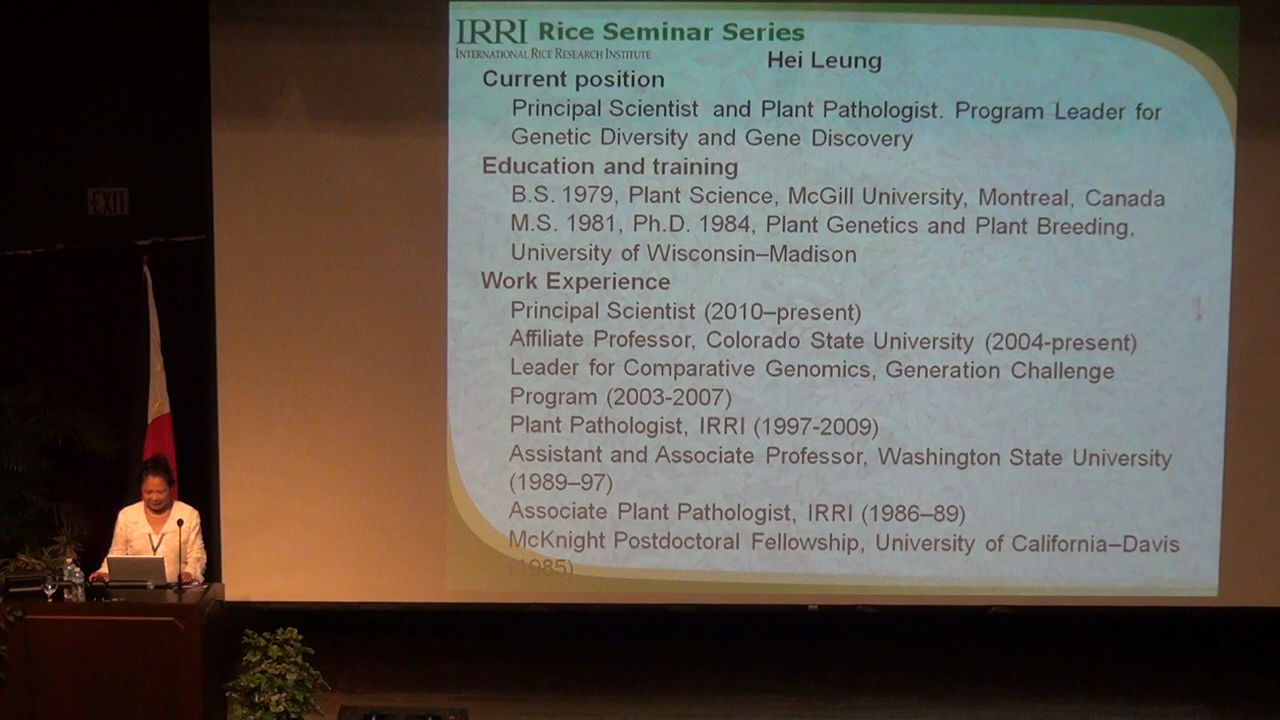 EXIT
IRRI Rice Seminar Series
INTERNATIONAL RICE RESEARCH INSTITUTE
Hei Leung
Current position
Principal Scientist and Plant Pathologist. Program Leader for
Genetic Diversity and Gene Discovery
Education and training
B.S. 1979, Plant Science, McGill University, Montreal, Canada
M.S. 1981, Ph.D. 1984, Plant Genetics and Plant Breeding,
University of Wisconsin–Madison
Work Experience
Principal Scientist (2010–present)
Affiliate Professor, Colorado State University (2004-present)
Leader for Comparative Genomics, Generation Challenge
Program (2003-2007)
Plant Pathologist, IRRI (1997-2009)
Assistant and Associate Professor, Washington State University
(1989–97)
Associate Plant Pathologist, IRRI (1986–89)
McKnight Postdoctoral Fellowship, University of California–Davis
(1985)